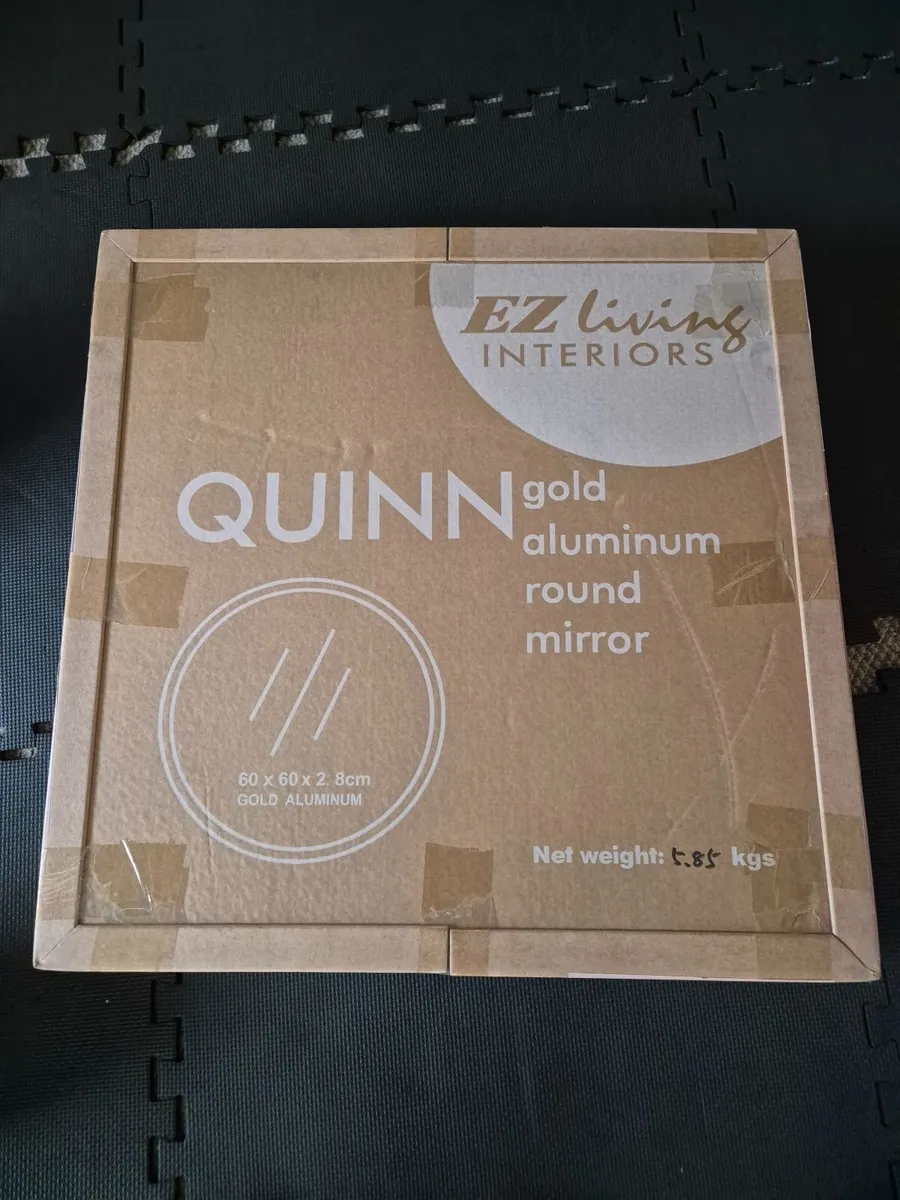 EZ living
INTERIORS
QUINN gold
aluminum
round
mirror
60 x 60 x 2. 8cm
GOLD ALUMINUM
Net weight: 5.85 kgs